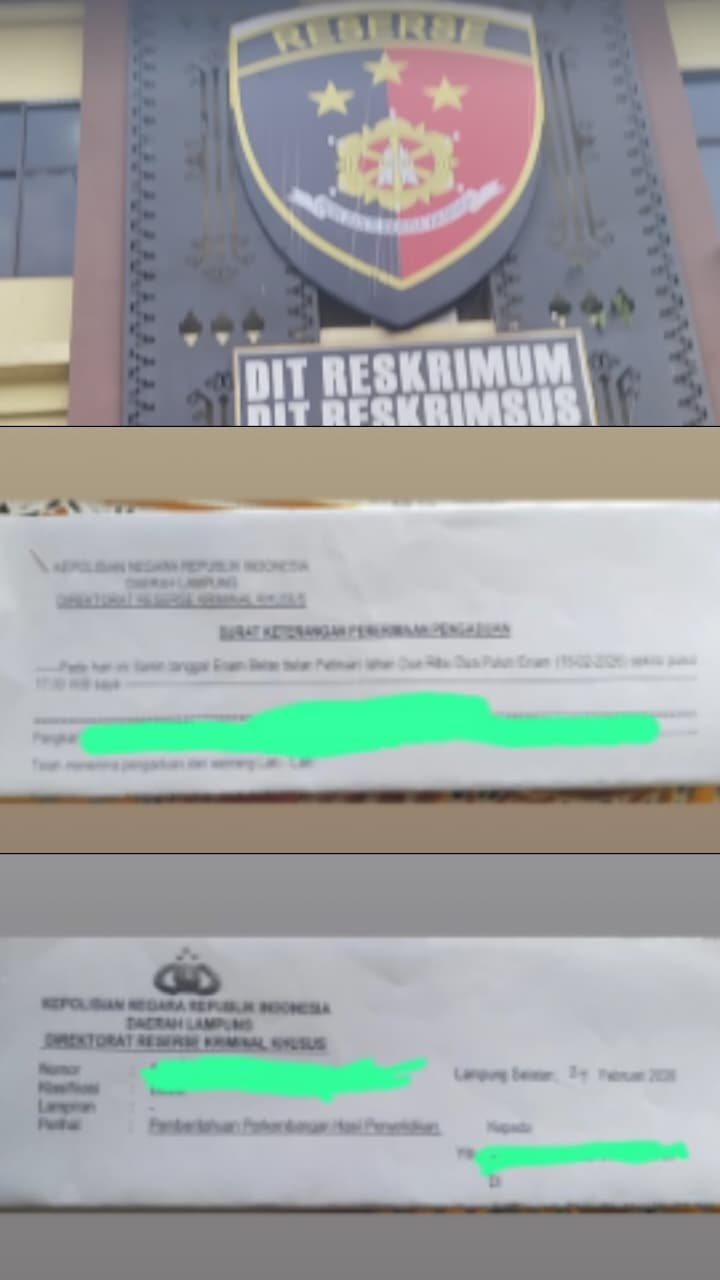 RESERSE
DIT RESKRIMUM
DIT RESKRIMSUS
KEPOLISIAN NEGARA REPUBLIK INDONESIA
DAERAH LAMPUNG
DIREKTORAT RESERSE KRIMINAL KHUSUS
SURAT KETERANGAN PENERIMAAN PENGADUAN
-----Pada hari ini Senin tanggal Enam Belas bulan Februari tahun Dua Ribu Dua Puluh Enam (16-02-2026) sekira pukul
17.00 WIB saya
Pangkat
Telah menerima pengaduan dari seorang Laki - Laki
KEPOLISIAN NEGARA REPUBLIK INDONESIA
DAERAH LAMPUNG
DIREKTORAT RESERSE KRIMINAL KHUSUS
Nomor :
Lampung Selatan, Februari 2026
Klasifikasi :
Lampiran : -
Perihal : Pemberitahuan Perkembangan Hasil Penyelidikan
Kepada
Yth
Di